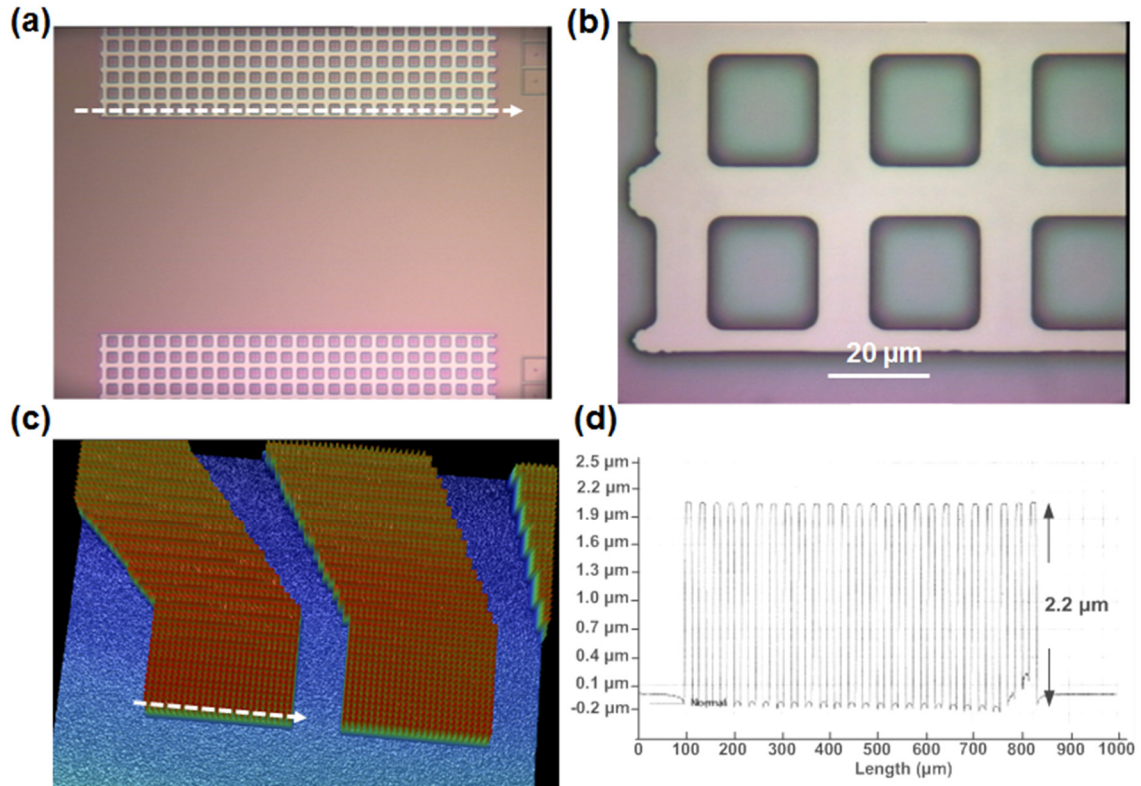 (a)
(b)
20 µm
(c)
(d)
2.5 µm
2.2 µm
1.9 µm
1.6 µm
1.3 µm
1.0 µm
0.7 µm
0.4 µm
0.1 µm
-0.2 µm
2.2 µm
Normal
0 100 200 300 400 500 600 700 800 900 1000
Length (µm)